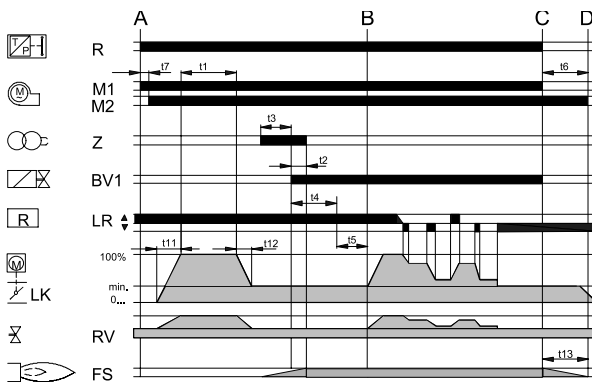 A B C D
T
P R
t7 t1 t6
M1
M2
t3
Z
t2
BV1
t4
R LR
t11 t12 t5
100%
M
min.
0...
LK
RV
t13
FS